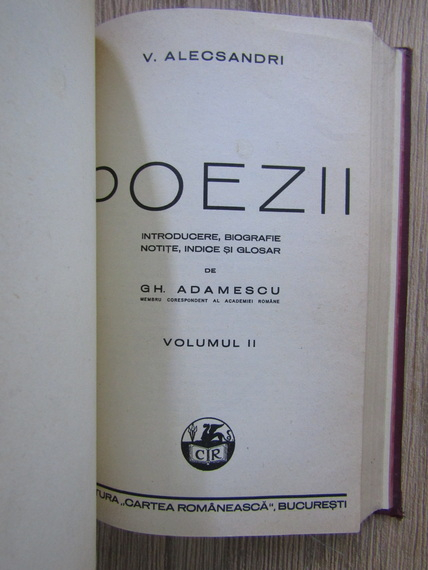 V. ALECSANDRI
POEZII
INTRODUCERE, BIOGRAFIE
NOTIȚE, INDICE ȘI GLOSAR
DE
GH. ADAMESCU
MEMBRU CORESPONDENT AL ACADEMIEI ROMÂNE
VOLUMUL II
CR
TURA „CARTEA ROMÂNEASCĂ“, BUCUREȘTI